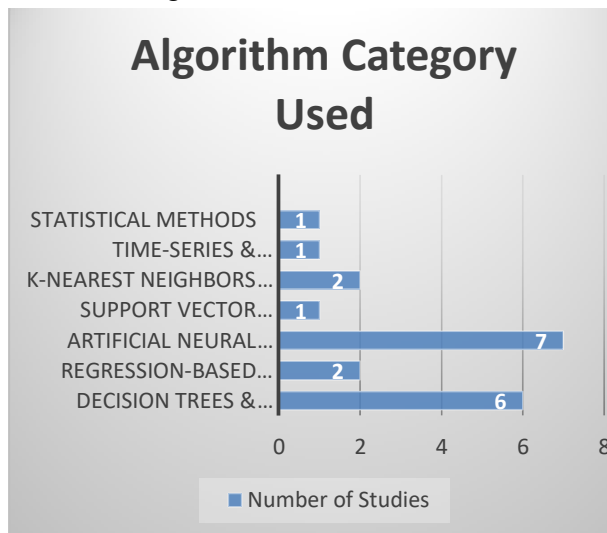 Algorithm Category
Used
STATISTICAL METHODS 1
TIME-SERIES &... 1
K-NEAREST NEIGHBORS... 2
SUPPORT VECTOR... 1
ARTIFICIAL NEURAL... 7
REGRESSION-BASED... 2
DECISION TREES &... 6
0 2 4 6 8
Number of Studies